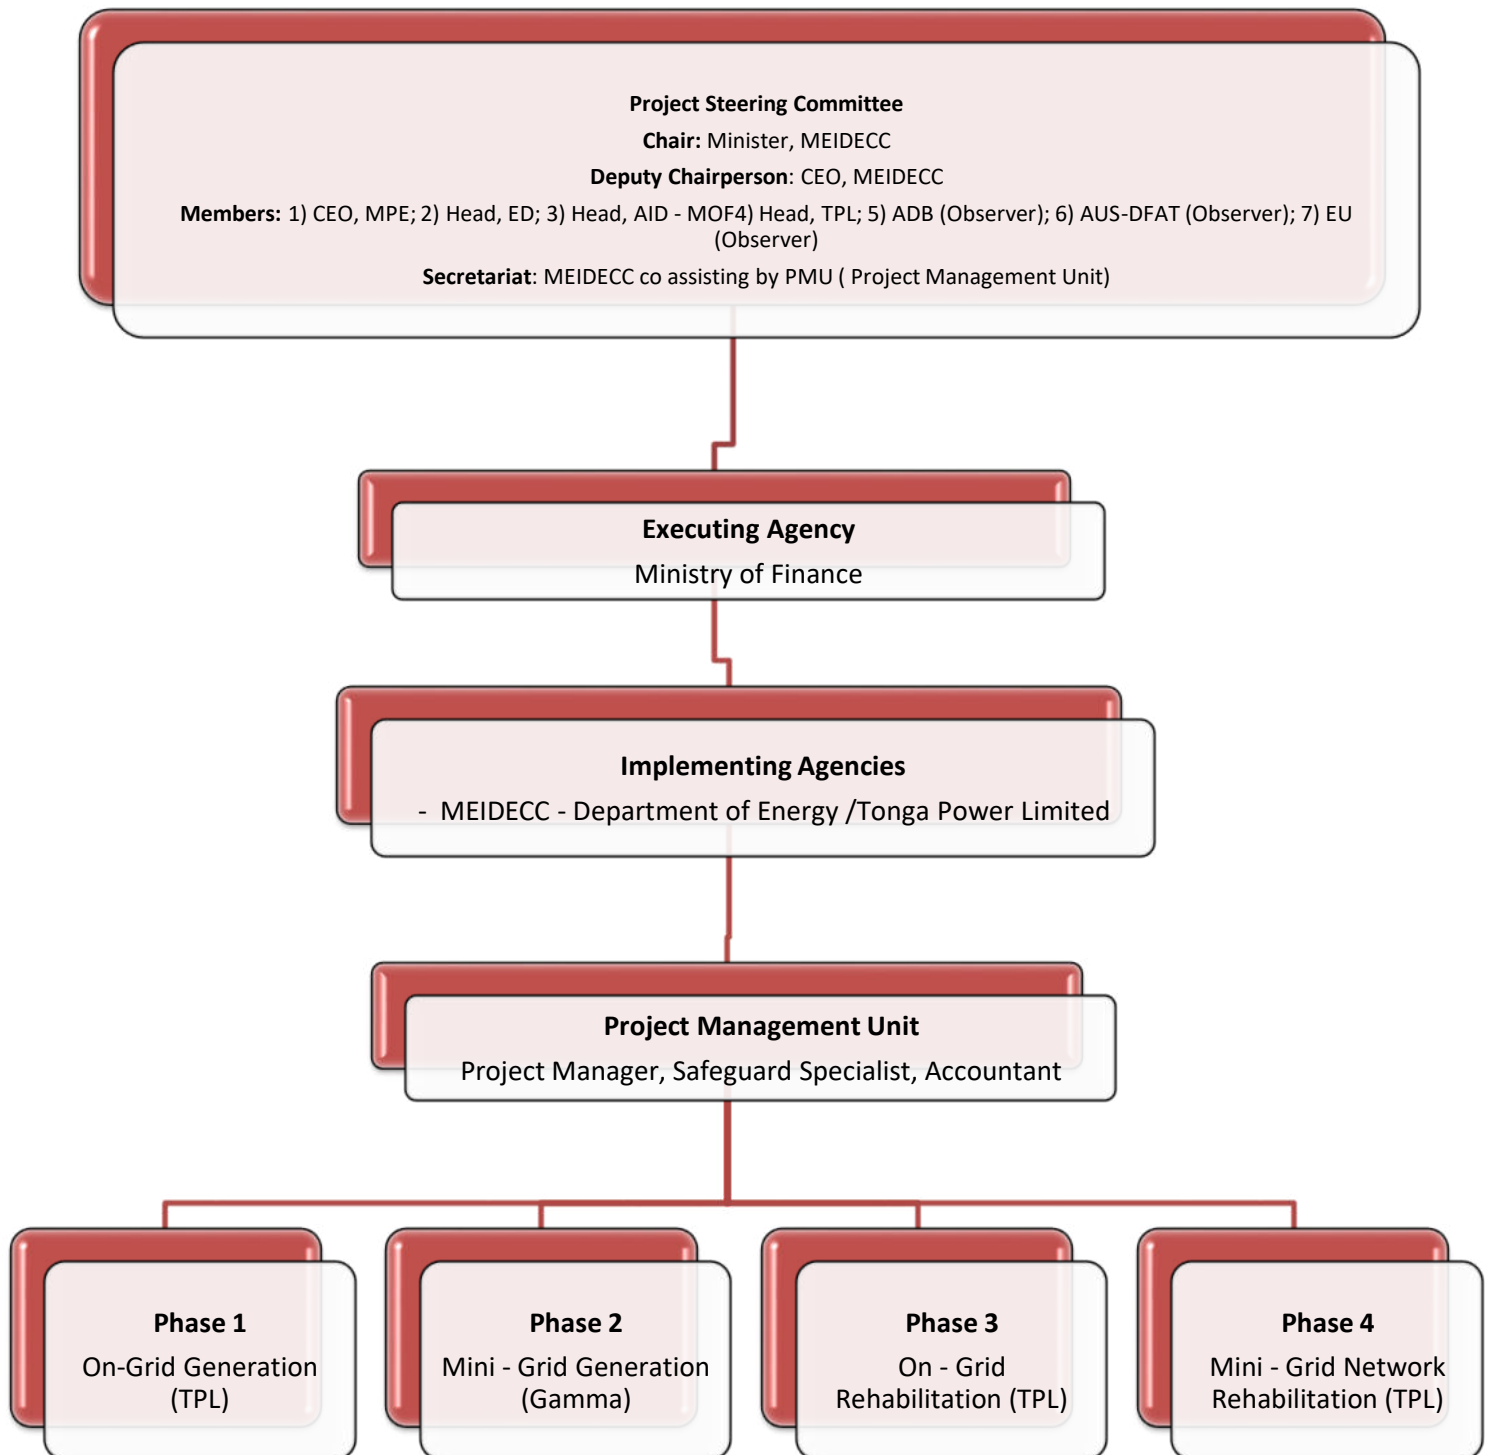 Project Steering Committee
Chair: Minister, MEIDECC
Deputy Chairperson: CEO, MEIDECC
Members: 1) CEO, MPE; 2) Head, ED; 3) Head, AID - MOF4) Head, TPL; 5) ADB (Observer); 6) AUS-DFAT (Observer); 7) EU
(Observer)
Secretariat: MEIDECC co assisting by PMU ( Project Management Unit)
Executing Agency
Ministry of Finance
Implementing Agencies
- MEIDECC - Department of Energy /Tonga Power Limited
Project Management Unit
Project Manager, Safeguard Specialist, Accountant
Phase 1
On-Grid Generation
(TPL)
Phase 2
Mini - Grid Generation
(Gamma)
Phase 3
On - Grid
Rehabilitation (TPL)
Phase 4
Mini - Grid Network
Rehabilitation (TPL)